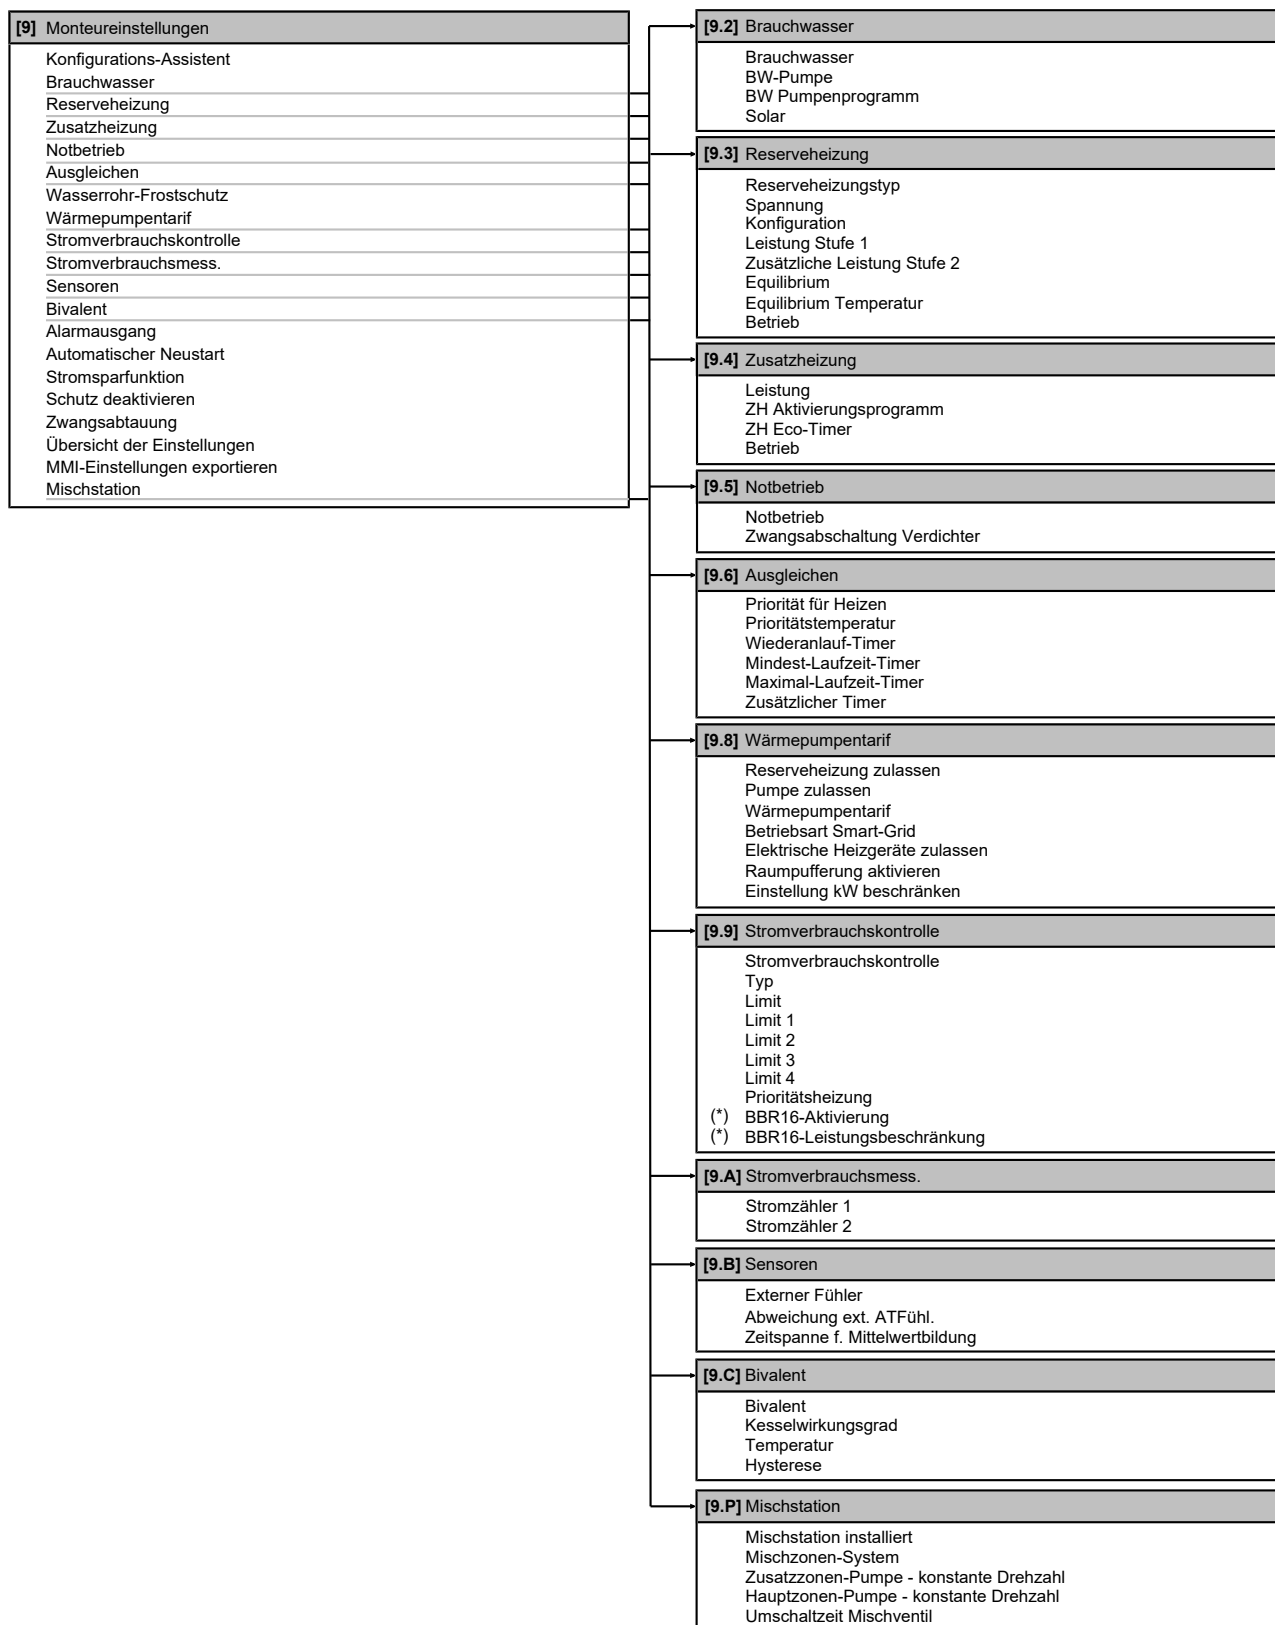 [9] Monteureinstellungen
Konfigurations-Assistent
Brauchwasser
Reserveheizung
Zusatzheizung
Notbetrieb
Ausgleichen
Wasserrohr-Frostschutz
Wärmepumpentarif
Stromverbrauchskontrolle
Stromverbrauchsmess.
Sensoren
Bivalent
Alarmausgang
Automatischer Neustart
Stromsparfunktion
Schutz deaktivieren
Zwangsabtauung
Übersicht der Einstellungen
MMI-Einstellungen exportieren
Mischstation
[9.2] Brauchwasser
Brauchwasser
BW-Pumpe
BW Pumpenprogramm
Solar
[9.3] Reserveheizung
Reserveheizungstyp
Spannung
Konfiguration
Leistung Stufe 1
Zusätzliche Leistung Stufe 2
Equilibrium
Equilibrium Temperatur
Betrieb
[9.4] Zusatzheizung
Leistung
ZH Aktivierungsprogramm
ZH Eco-Timer
Betrieb
[9.5] Notbetrieb
Notbetrieb
Zwangsabschaltung Verdichter
[9.6] Ausgleichen
Priorität für Heizen
Prioritätstemperatur
Wiederanlauf-Timer
Mindest-Laufzeit-Timer
Maximal-Laufzeit-Timer
Zusätzlicher Timer
[9.8] Wärmepumpentarif
Reserveheizung zulassen
Pumpe zulassen
Wärmepumpentarif
Betriebsart Smart-Grid
Elektrische Heizgeräte zulassen
Raumpufferung aktivieren
Einstellung kW beschränken
[9.9] Stromverbrauchskontrolle
Stromverbrauchskontrolle
Typ
Limit
Limit 1
Limit 2
Limit 3
Limit 4
Prioritätsheizung
(*) BBR16-Aktivierung
(*) BBR16-Leistungsbeschränkung
[9.A] Stromverbrauchsmess.
Stromzähler 1
Stromzähler 2
[9.B] Sensoren
Externer Fühler
Abweichung ext. ATFühl.
Zeitspanne f. Mittelwertbildung
[9.C] Bivalent
Bivalent
Kesselwirkungsgrad
Temperatur
Hysterese
[9.P] Mischstation
Mischstation installiert
Mischzonen-System
Zusatzzonen-Pumpe - konstante Drehzahl
Hauptzonen-Pumpe - konstante Drehzahl
Umschaltzeit Mischventil